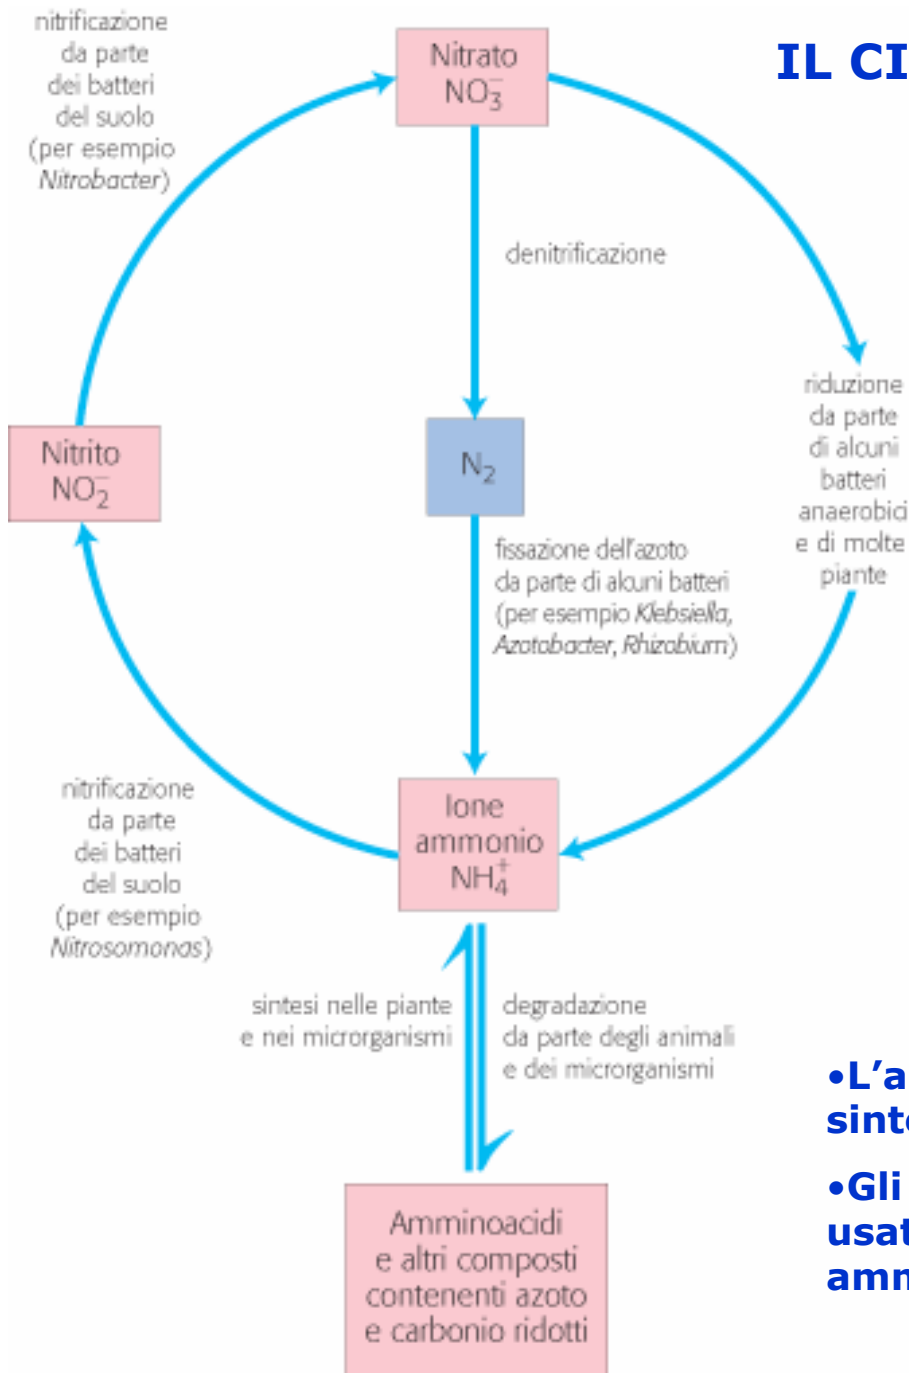 nitrificazione
da parte
dei batteri
del suolo
(per esempio
Nitrobacter)
Nitrato
NO₃⁻
IL CI
denitrificazione
riduzione
da parte
di alcuni
batteri
anaerobici
e di molte
piante
Nitrito
NO₂⁻
N₂
fissazione dell'azoto
da parte di alcuni batteri
(per esempio Klebsiella,
Azotobacter, Rhizobium)
nitrificazione
da parte
dei batteri
del suolo
(per esempio
Nitrosomonas)
Ione
ammonio
NH₄⁺
sintesi nelle piante
e nei microrganismi
degradazione
da parte degli animali
e dei microrganismi
Amminoacidi
e altri composti
contenenti azoto
e carbonio ridotti
•L'a
•Gli
usat
amm